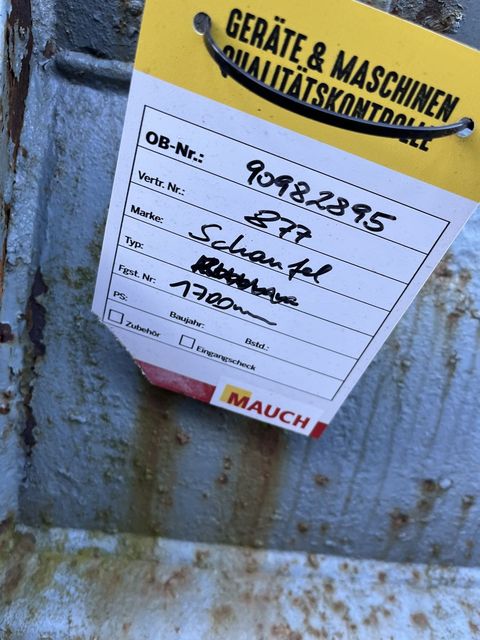 GERÄTE & MASCHINEN
QUALITÄTSKONTROLLE
OB-Nr.: 90982895
Vertr. Nr.: 877
Marke: Schaufel
Typ:
Fgst. Nr: 1700mm
PS: Baujahr: Bstd.:
Zubehör Eingangscheck
MAUCH